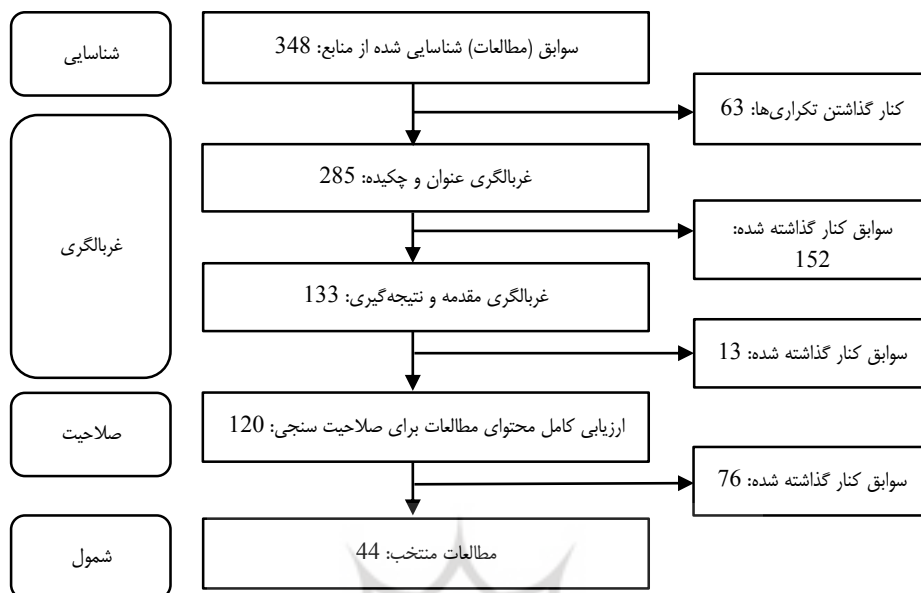 شناسایی
سوابق (مطالعات) شناسایی شده از منابع: 348
کنار گذاشتن تکراری‌ها: 63
غربالگری
غربالگری عنوان و چکیده: 285
سوابق کنار گذاشته شده:
152
غربالگری مقدمه و نتیجه‌گیری: 133
سوابق کنار گذاشته شده: 13
صلاحیت
ارزیابی کامل محتوای مطالعات برای صلاحیت سنجی: 120
سوابق کنار گذاشته شده: 76
شمول
مطالعات منتخب: 44